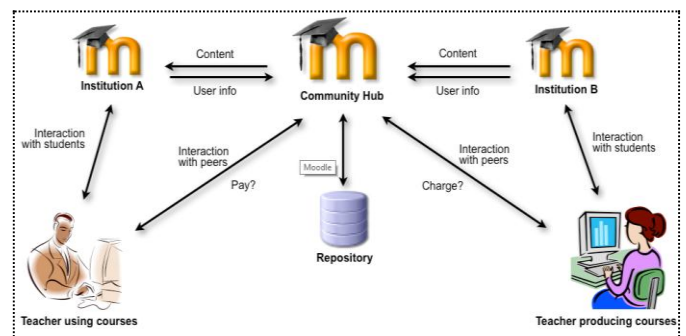 Content
User info
Institution A
Community Hub
Content
User info
Institution B
Interaction
with students
Interaction
with peers
Pay?
Moodle
Interaction
with peers
Charge?
Interaction
with students
Repository
Teacher using courses
Teacher producing courses